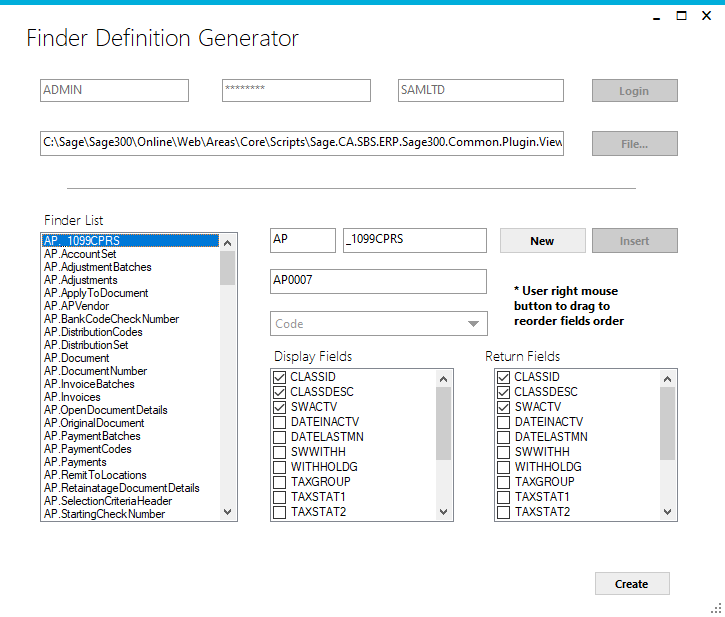 Finder Definition Generator
ADMIN
********
SAMLTD
Login
C:\Sage\Sage300\Online\Web\Areas\Core\Scripts\Sage.CA.SBS.ERP.Sage300.Common.Plugin.View
File...
Finder List
AP._1099CPRS
AP.AccountSet
AP.AdjustmentBatches
AP.Adjustments
AP.ApplyToDocument
AP.APVendor
AP.BankCodeCheckNumber
AP.DistributionCodes
AP.DistributionSet
AP.Document
AP.DocumentNumber
AP.InvoiceBatches
AP.Invoices
AP.OpenDocumentDetails
AP.OriginalDocument
AP.PaymentBatches
AP.PaymentCodes
AP.Payments
AP.RemitToLocations
AP.RetainatageDocumentDetails
AP.SelectionCriteriaHeader
AP.StartingCheckNumber
AP
_1099CPRS
New
Insert
AP0007
* User right mouse
button to drag to
reorder fields order
Code
Display Fields
CLASSID
CLASSDESC
SWACTV
DATEINACTV
DATELASTMN
SWWITHH
WITHHOLDG
TAXGROUP
TAXSTAT1
TAXSTAT2
Return Fields
CLASSID
CLASSDESC
SWACTV
DATEINACTV
DATELASTMN
SWWITHH
WITHHOLDG
TAXGROUP
TAXSTAT1
TAXSTAT2
Create